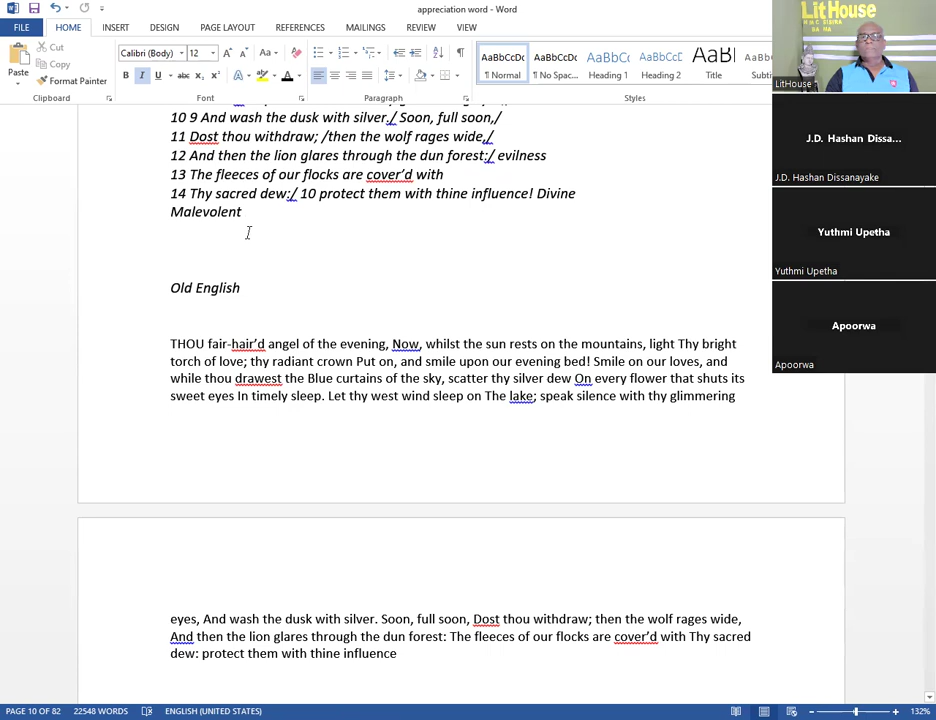 appreciation word - Word
FILE HOME INSERT DESIGN PAGE LAYOUT REFERENCES MAILINGS REVIEW VIEW
Paste
Cut
Copy
Format Painter
Calibri (Body) 12
Clipboard Font Paragraph Styles
AaBbCcDc AaBbCcDc AaBbCc AaBbCcD AaBI
¶ Normal ¶ No Spac... Heading 1 Heading 2 Title
10 9 And wash the dusk with silver./ Soon, full soon,/
11 Dost thou withdraw; /then the wolf rages wide,/
12 And then the lion glares through the dun forest:/ evilness
13 The fleeces of our flocks are cover’d with
14 Thy sacred dew:/ 10 protect them with thine influence! Divine
Malevolent
Old English
THOU fair-hair’d angel of the evening, Now, whilst the sun rests on the mountains, light Thy bright
torch of love; thy radiant crown Put on, and smile upon our evening bed! Smile on our loves, and
while thou drawest the Blue curtains of the sky, scatter thy silver dew On every flower that shuts its
sweet eyes In timely sleep. Let thy west wind sleep on The lake; speak silence with thy glimmering
eyes, And wash the dusk with silver. Soon, full soon, Dost thou withdraw; then the wolf rages wide,
And then the lion glares through the dun forest: The fleeces of our flocks are cover’d with Thy sacred
dew: protect them with thine influence
LitHouse
LitHouse
J.D. Hashan Dissa...
J.D. Hashan Dissanayake
Yuthmi Upetha
Yuthmi Upetha
Apoorwa
Apoorwa
PAGE 10 OF 82 22548 WORDS ENGLISH (UNITED STATES) 132%